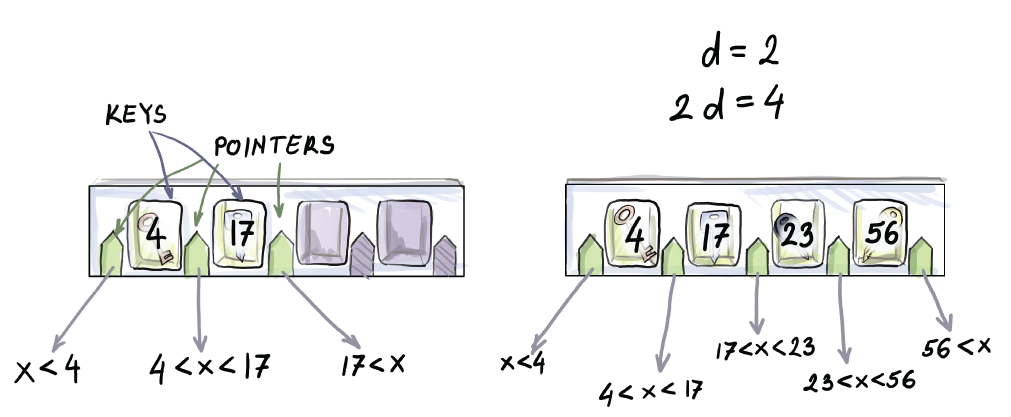 d = 2
2 d = 4
KEYS
POINTERS
4 17
x < 4 4 < x < 17 17 < x
4 17 23 56
x < 4 4 < x < 17 17 < x < 23 23 < x < 56 56 < x